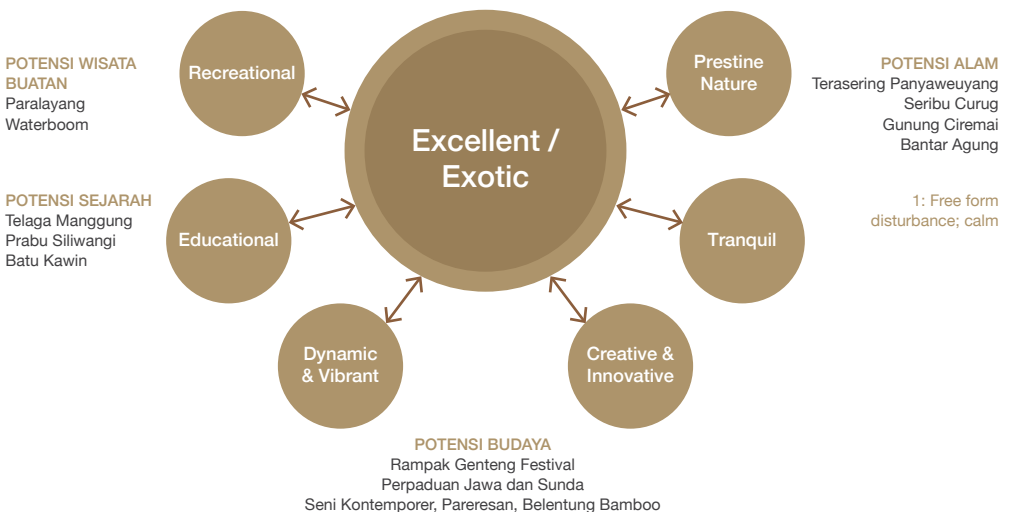 POTENSI WISATA
BUATAN
Paralayang
Waterboom
Recreational
Excellent /
Exotic
Prestine
Nature
POTENSI ALAM
Terasering Panyaweuyang
Seribu Curug
Gunung Ciremai
Bantar Agung
POTENSI SEJARAH
Telaga Manggung
Prabu Siliwangi
Batu Kawin
Educational
Tranquil
1: Free form
disturbance; calm
Dynamic
& Vibrant
Creative &
Innovative
POTENSI BUDAYA
Rampak Genteng Festival
Perpaduan Jawa dan Sunda
Seni Kontemporer, Pareresan, Belentung Bamboo